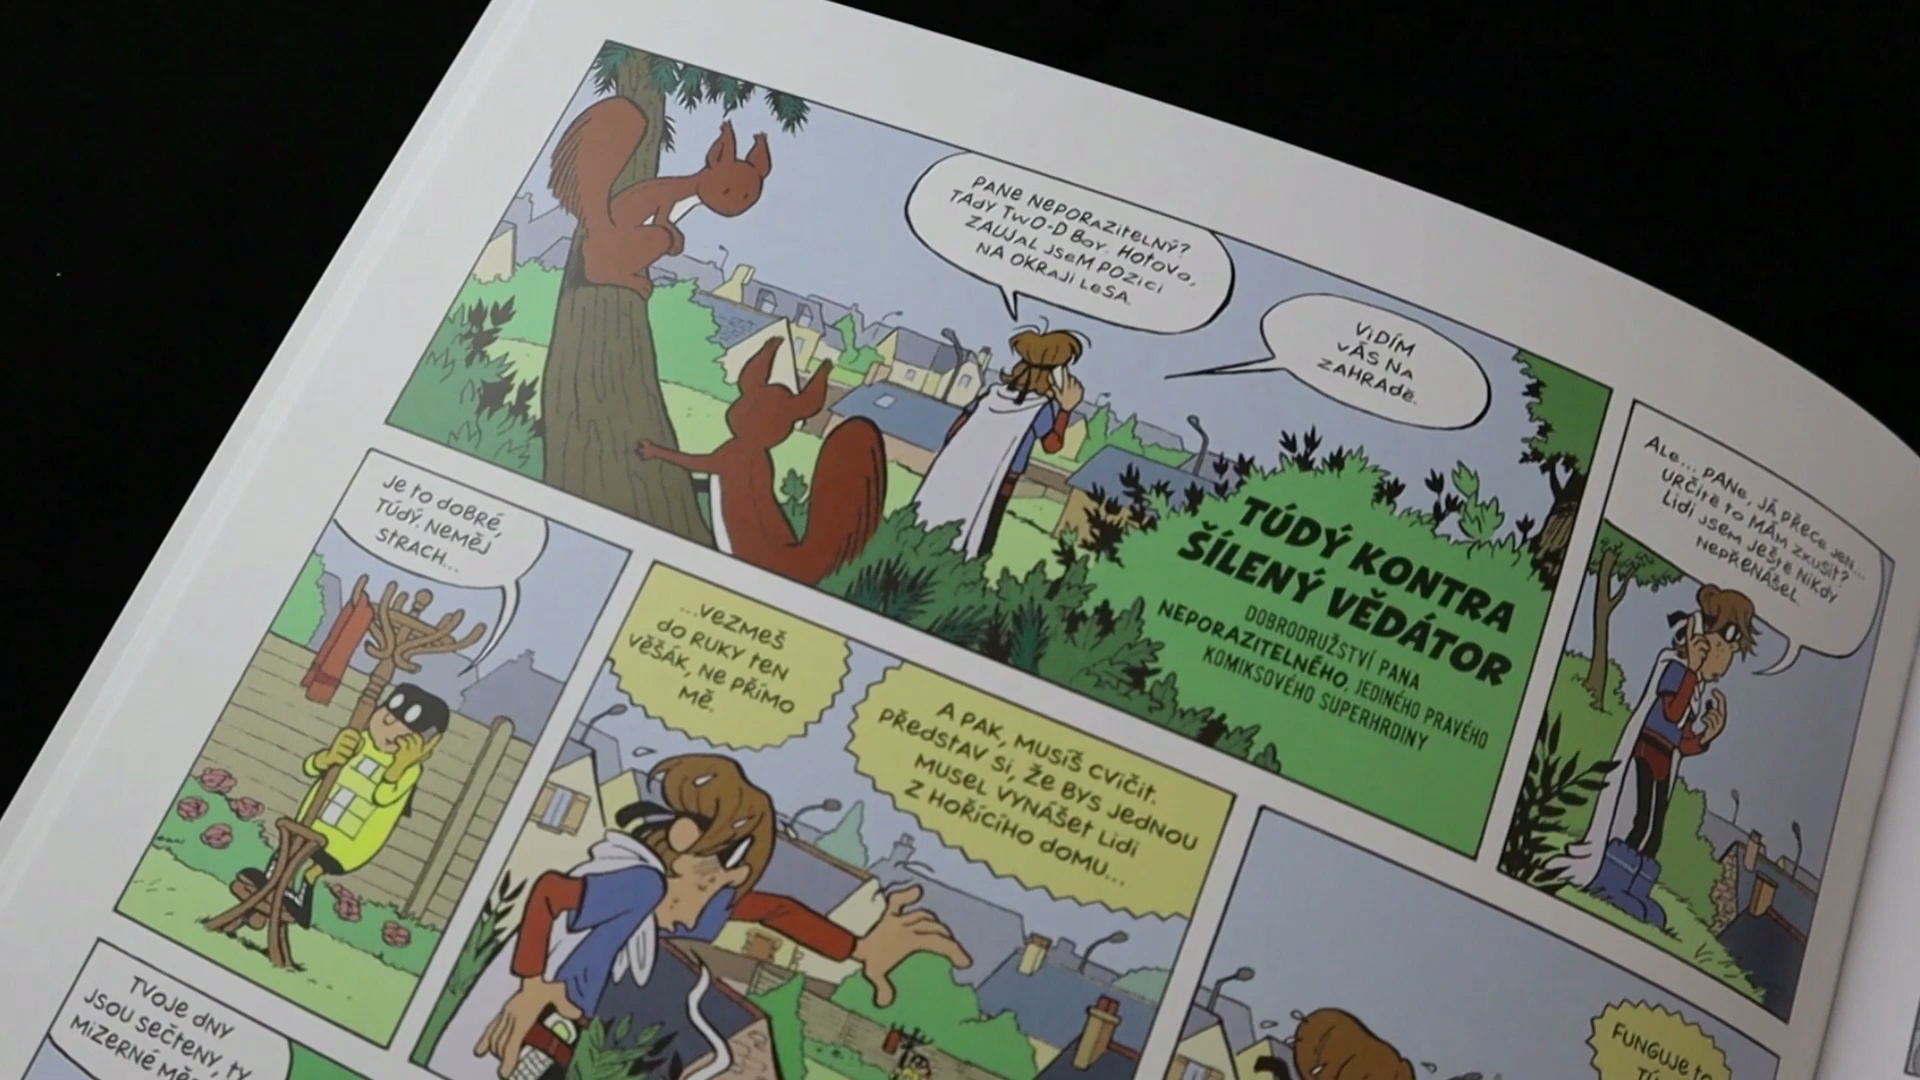 PANE NEPORAZITELNÝ?
TÁDY TWO-D BOY. HOTOVO,
ZAUJAL JSEM POZICI
NA OKRAJI LESA.
VIDÍM
VÁS NA
ZAHRADĚ.
TÚDÝ KONTRA
ŠÍLENÝ VĚDÁTOR
DOBRODRUŽSTVÍ PANA
NEPORAZITELNÉHO, JEDINÉHO PRAVÉHO
KOMIKSOVÉHO SUPERHRDINY
ALE... PANE, JÁ PŘECE JEN...
URČITĚ TO MÁM ZKUSIT?
LIDI JSEM JEŠTĚ NIKDY
NEPŘENÁŠEL.
JE TO DOBRÉ,
TÚDÝ. NEMĚJ
STRACH...
...VEZMEŠ
DO RUKY TEN
VĚŠÁK, NE PŘÍMO
MĚ.
A PAK, MUSÍŠ CVIČIT.
PŘEDSTAV SI, ŽE BYS JEDNOU
MUSEL VYNÁŠET LIDI
Z HOŘÍCÍHO DOMU...
TVOJE DNY
JSOU SEČTENY, TY
MIZERNÉ
FUNGUJE TO